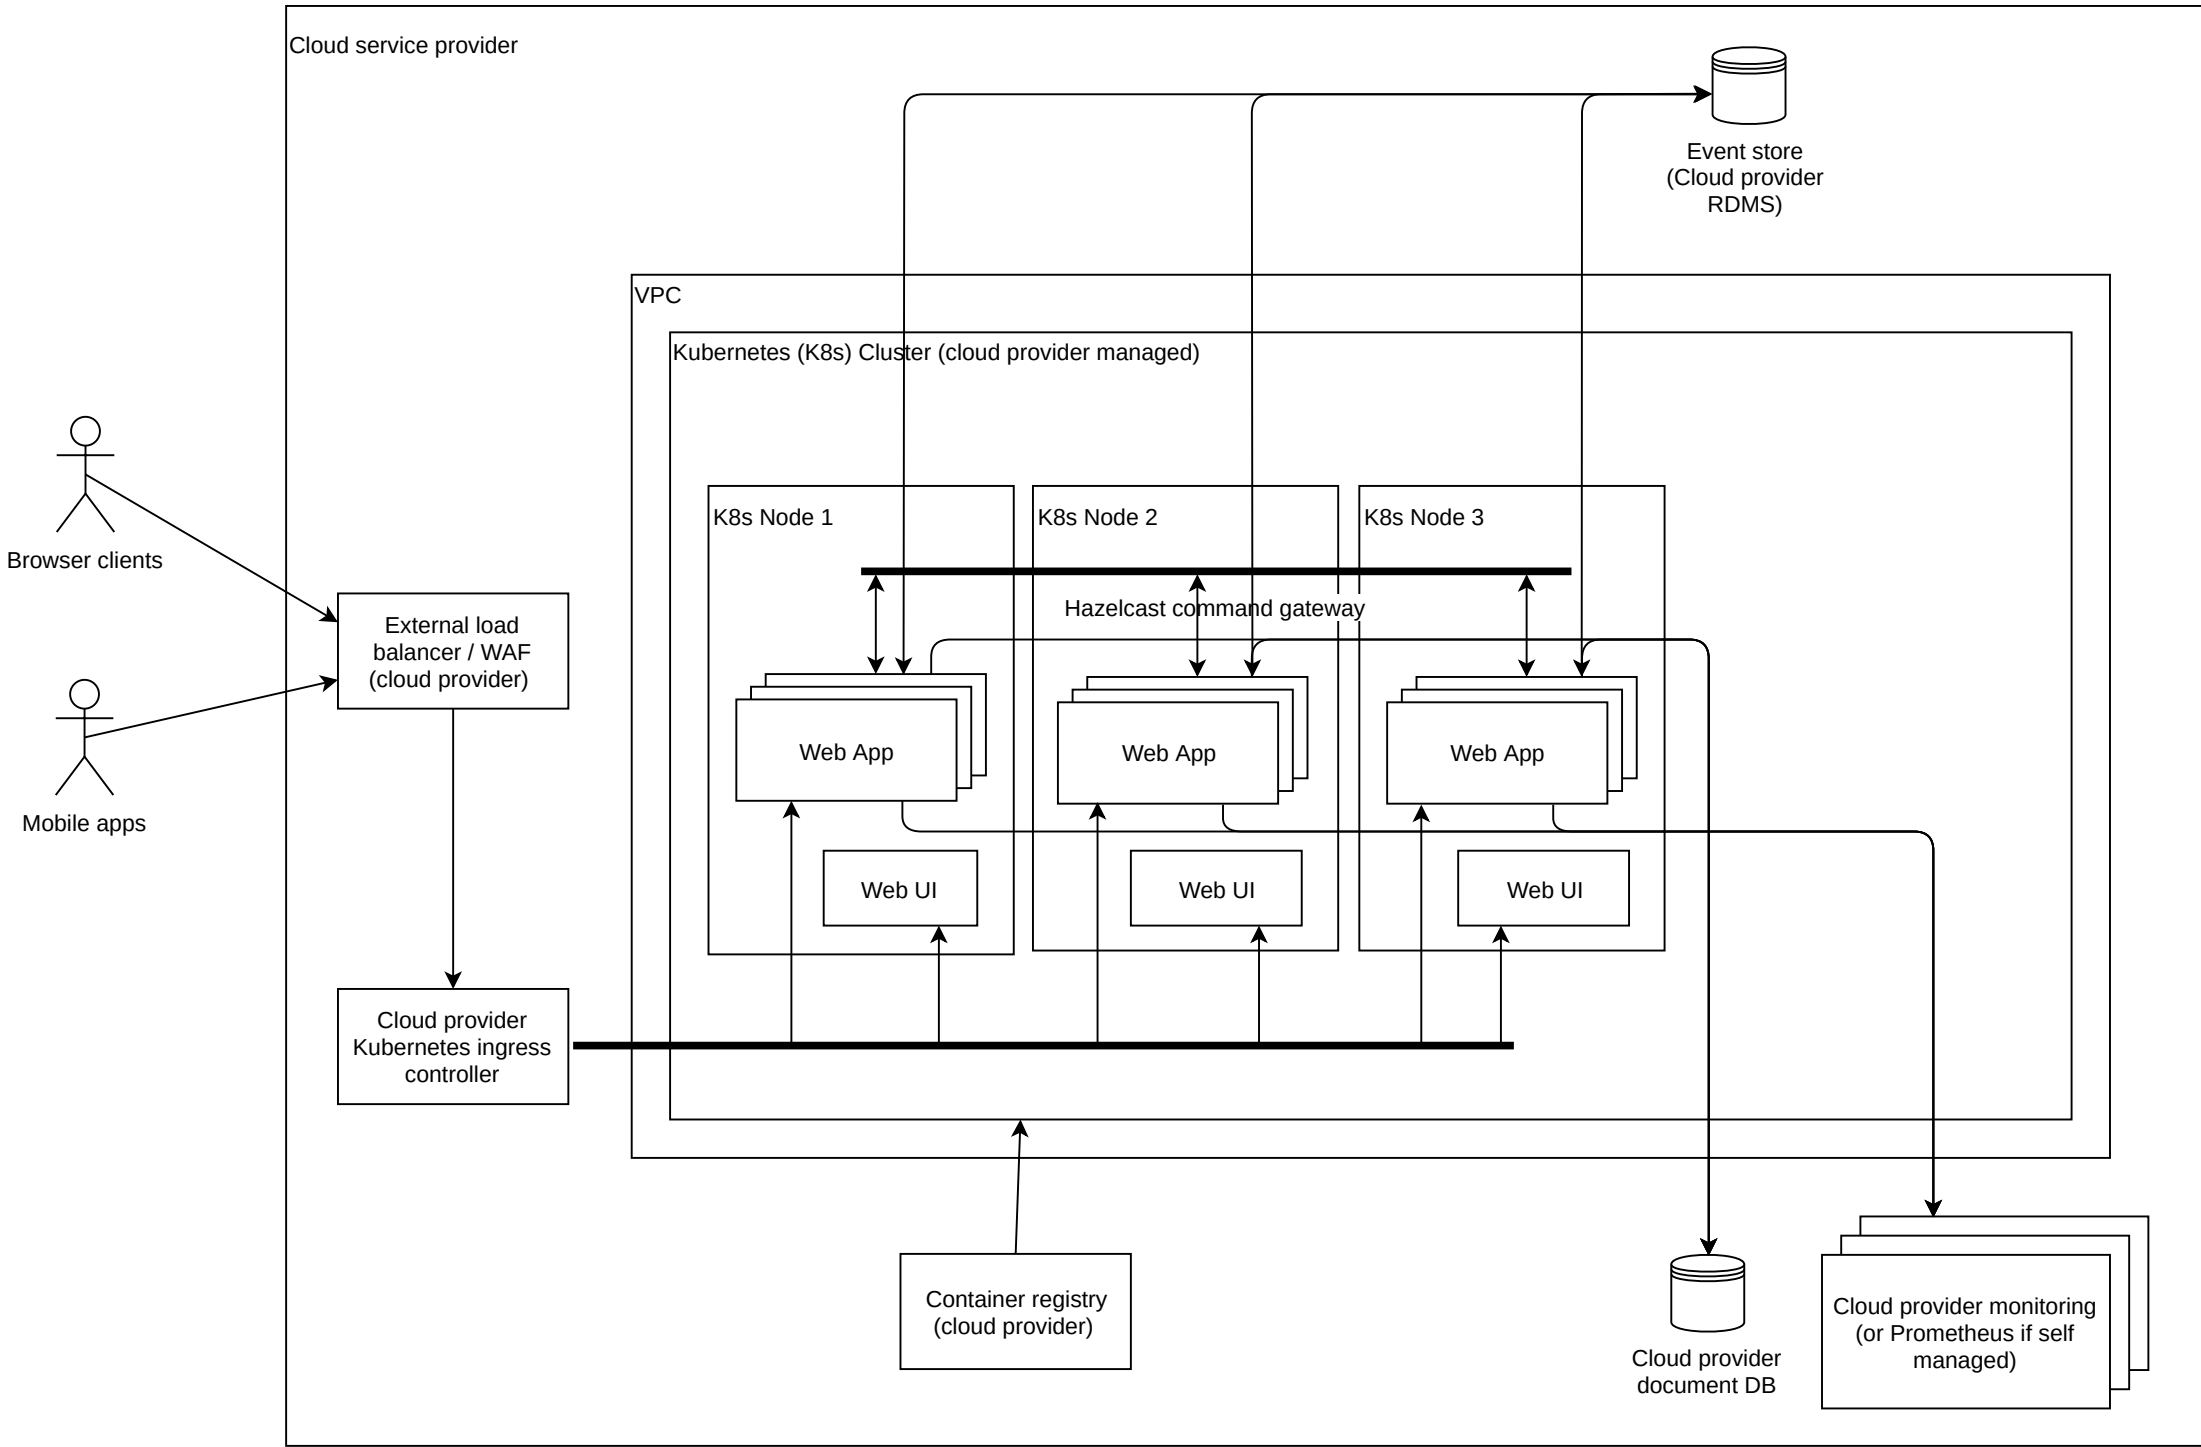 Cloud service provider
Event store
(Cloud provider
RDMS)
VPC
Kubernetes (K8s) Cluster (cloud provider managed)
K8s Node 1
K8s Node 2
K8s Node 3
Browser clients
Hazelcast command gateway
External load
balancer / WAF
(cloud provider)
Web App
Web App
Web App
Mobile apps
Web UI
Web UI
Web UI
Cloud provider
Kubernetes ingress
controller
Container registry
(cloud provider)
Cloud provider
document DB
Cloud provider monitoring
(or Prometheus if self
managed)